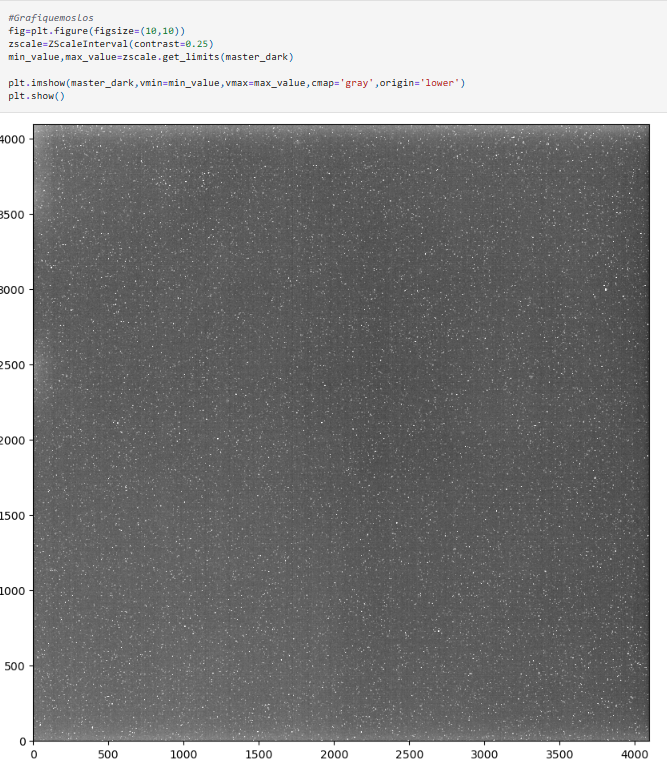 #Grafiquemoslos
fig=plt.figure(figsize=(10,10))
zscale=ZScaleInterval(contrast=0.25)
min_value,max_value=zscale.get_limits(master_dark)
plt.imshow(master_dark,vmin=min_value,vmax=max_value,cmap='gray',origin='lower')
plt.show()
4000
3500
3000
2500
2000
1500
1000
500
0
0 500 1000 1500 2000 2500 3000 3500 4000